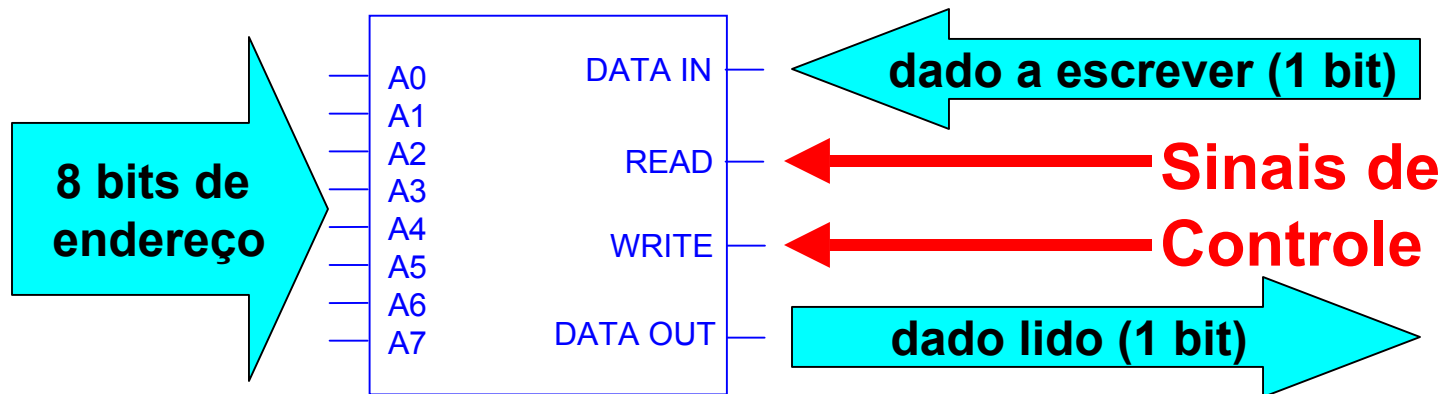 8 bits de
endereço
A0
A1
A2
A3
A4
A5
A6
A7
DATA IN
READ
WRITE
DATA OUT
dado a escrever (1 bit)
Sinais de
Controle
dado lido (1 bit)